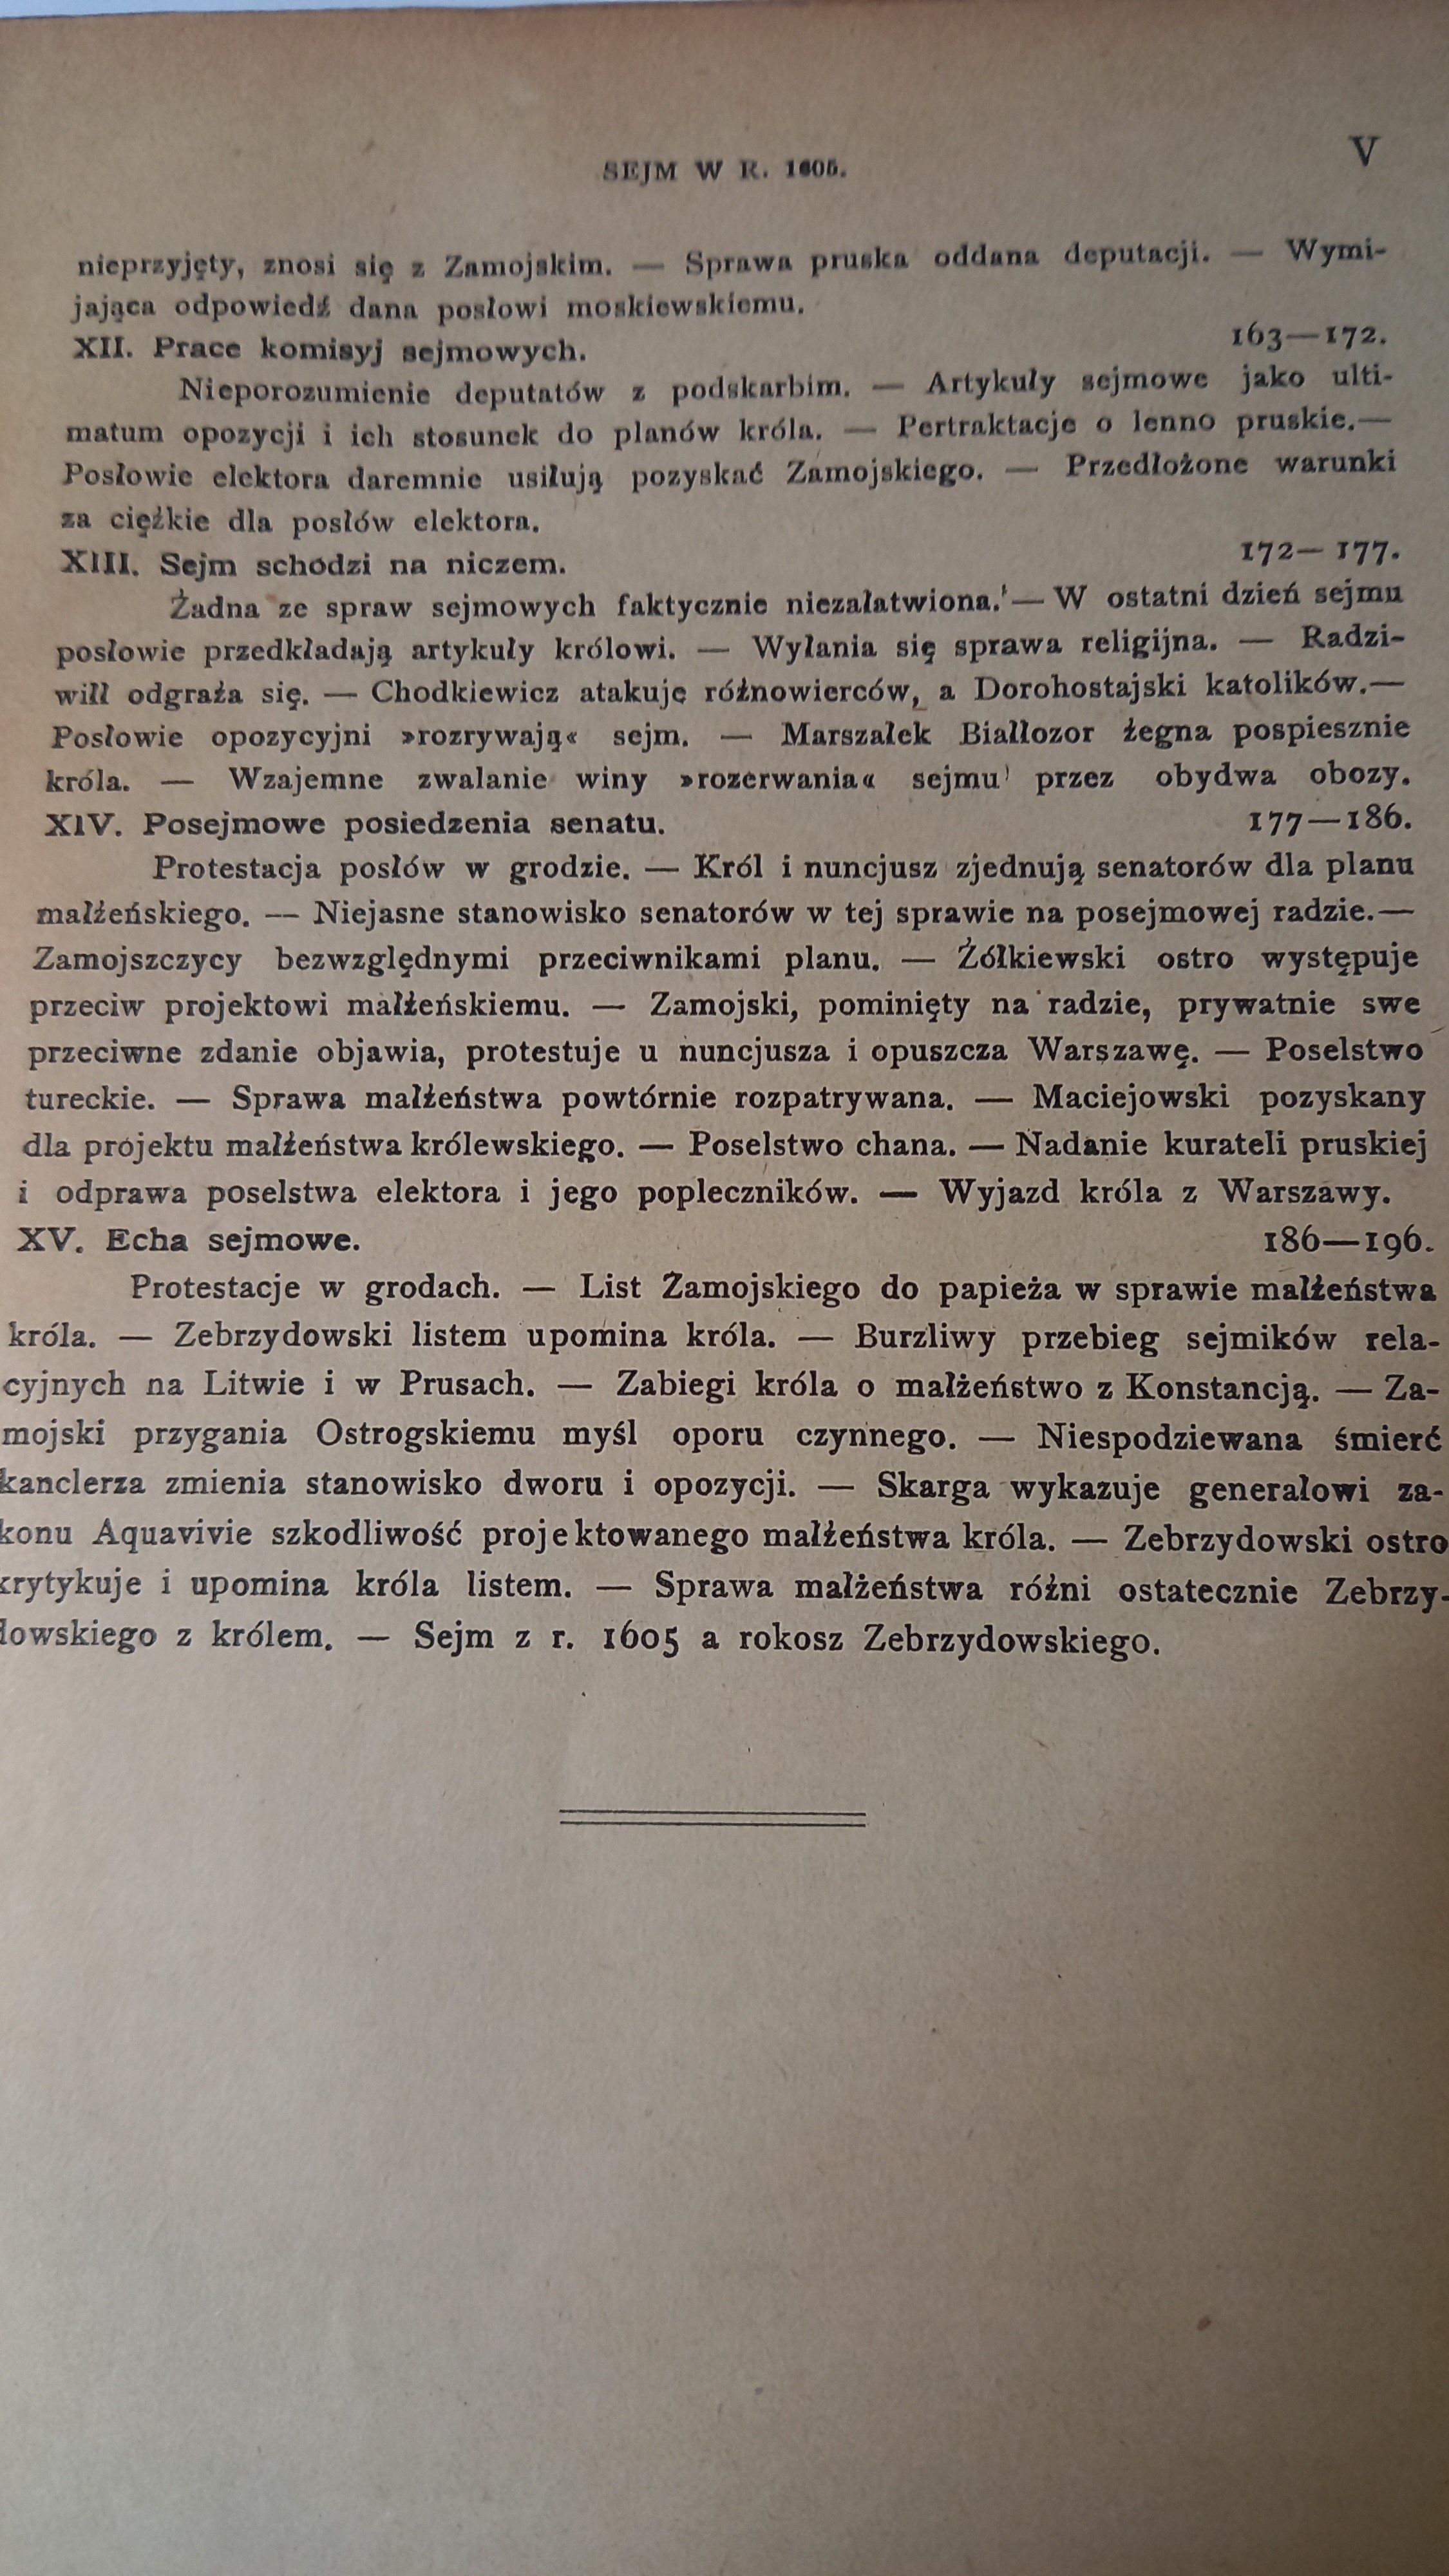 SEJM W R. 1605.
V
nieprzyjęty, znosi się z Zamojskim. — Sprawa pruska oddana deputacji. — Wymi-
jająca odpowiedź dana posłowi moskiewskiemu.
XII. Prace komisyj sejmowych. 163—172.
Nieporozumienie deputatów z podskarbim. — Artykuły sejmowe jako ulti-
matum opozycji i ich stosunek do planów króla. — Pertraktacje o lenno pruskie.—
Posłowie elektora daremnie usiłują pozyskać Zamojskiego. — Przedłożone warunki
za ciężkie dla posłów elektora.
XIII. Sejm schodzi na niczem. 172— 177.
Żadna ze spraw sejmowych faktycznie niezałatwiona. — W ostatni dzień sejmu
posłowie przedkładają artykuły królowi. — Wyłania się sprawa religijna. — Radzi-
wiłł odgraża się. — Chodkiewicz atakuje różnowierców, a Dorohostajski katolików.—
Posłowie opozycyjni »rozrywają« sejm. — Marszałek Białłozor żegna pospiesznie
króla. — Wzajemne zwalanie winy »rozerwania« sejmu przez obydwa obozy.
XIV. Posejmowe posiedzenia senatu. 177—186.
Protestacja posłów w grodzie. — Król i nuncjusz zjednują senatorów dla planu
małżeńskiego. — Niejasne stanowisko senatorów w tej sprawie na posejmowej radzie.—
Zamojszczycy bezwzględnymi przeciwnikami planu. — Żółkiewski ostro występuje
przeciw projektowi małżeńskiemu. — Zamojski, pominięty na radzie, prywatnie swe
przeciwne zdanie objawia, protestuje u nuncjusza i opuszcza Warszawę. — Poselstwo
tureckie. — Sprawa małżeństwa powtórnie rozpatrywana. — Maciejowski pozyskany
dla projektu małżeństwa królewskiego. — Poselstwo chana. — Nadanie kurateli pruskiej
i odprawa poselstwa elektora i jego popleczników. — Wyjazd króla z Warszawy.
XV. Echa sejmowe. 186—196.
Protestacje w grodach. — List Zamojskiego do papieża w sprawie małżeństwa
króla. — Zebrzydowski listem upomina króla. — Burzliwy przebieg sejmików rela-
cyjnych na Litwie i w Prusach. — Zabiegi króla o małżeństwo z Konstancją. — Za-
mojski przygania Ostrogskiemu myśl oporu czynnego. — Niespodziewana śmierć
kanclerza zmienia stanowisko dworu i opozycji. — Skarga wykazuje generałowi za-
konu Aquavivie szkodliwość projektowanego małżeństwa króla. — Zebrzydowski ostro
krytykuje i upomina króla listem. — Sprawa małżeństwa różni ostatecznie Zebrzy-
dowskiego z królem. — Sejm z r. 1605 a rokosz Zebrzydowskiego.